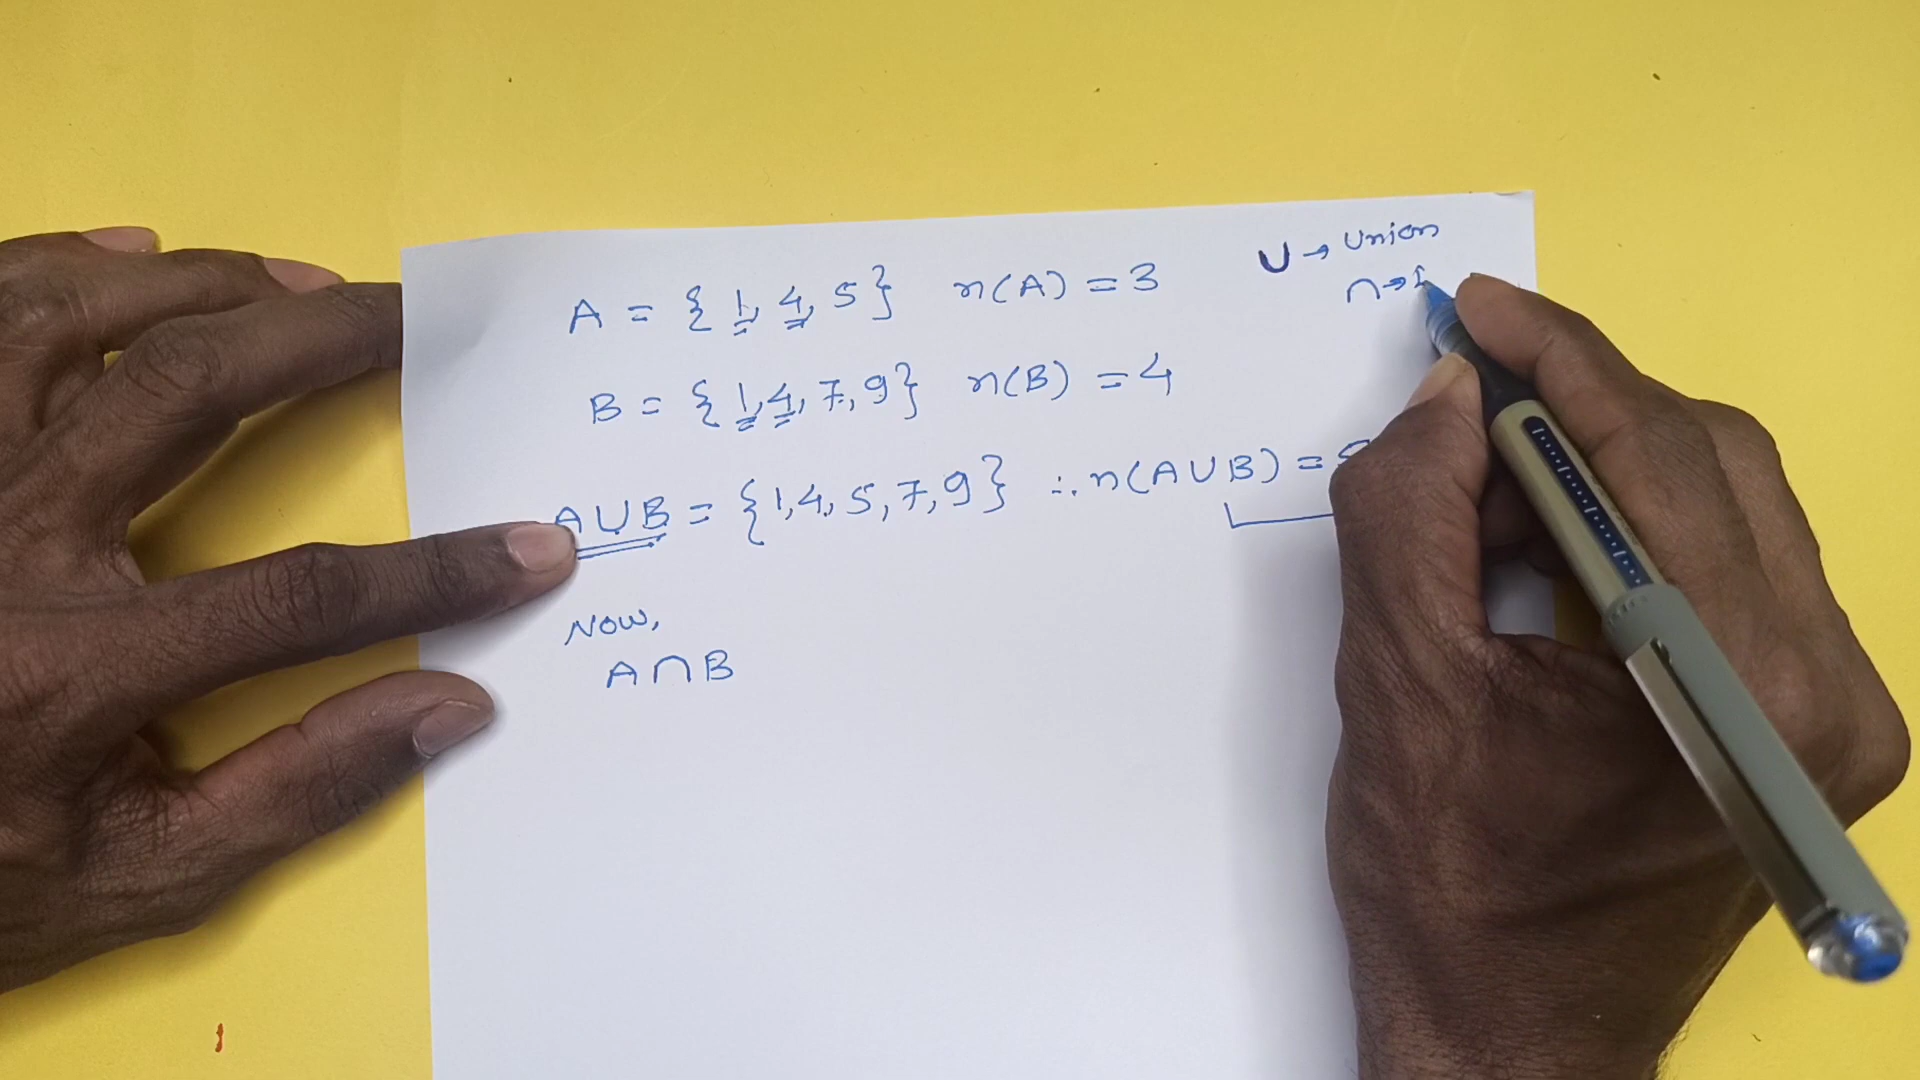 A = {1, 4, 5} n(A) = 3
∪ → Union
∩ → i
B = {1, 4, 7, 9} n(B) = 4
A∪B = {1, 4, 5, 7, 9} ∴ n(A∪B) =
Now,
A∩B